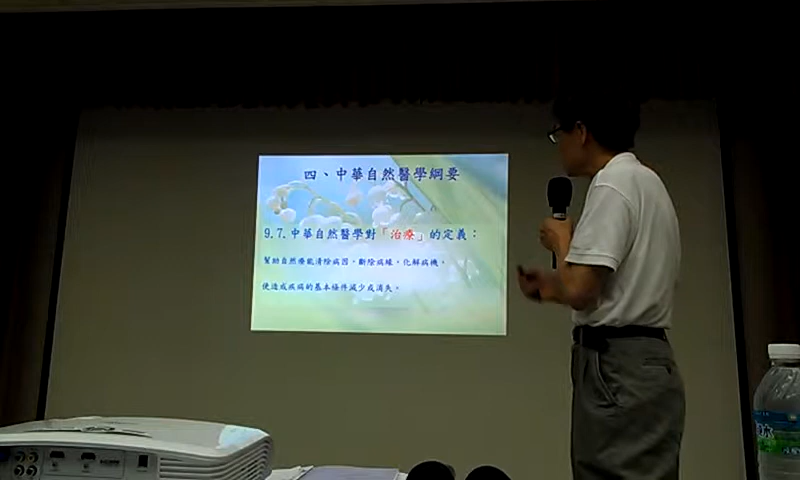 四、中華自然醫學綱要
9.7.中華自然醫學對「治療」的定義：
幫助自然療能清除病因，斷除病緣，化解病機，
使造成疾病的基本條件減少或消失。
水